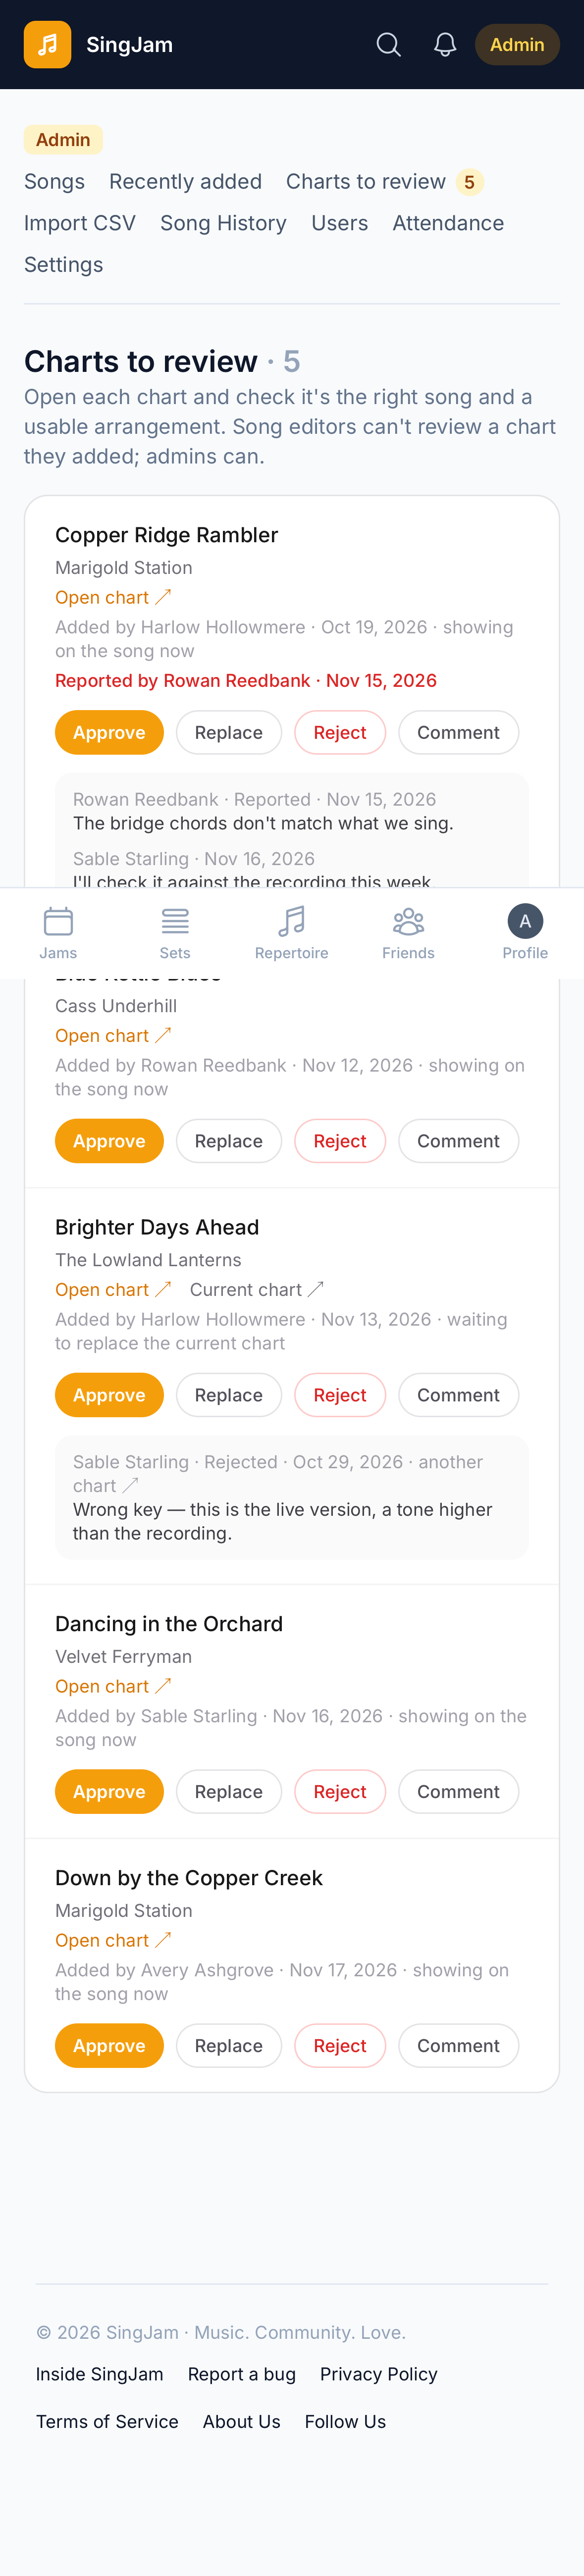 SingJam
Admin
Admin
Songs Recently added Charts to review 5
Import CSV Song History Users Attendance
Settings
Charts to review · 5
Open each chart and check it's the right song and a
usable arrangement. Song editors can't review a chart
they added; admins can.
Copper Ridge Rambler
Marigold Station
Open chart ↗
Added by Harlow Hollowmere · Oct 19, 2026 · showing
on the song now
Reported by Rowan Reedbank · Nov 15, 2026
Approve Replace Reject Comment
Rowan Reedbank · Reported · Nov 15, 2026
The bridge chords don't match what we sing.
Sable Starling · Nov 16, 2026
I'll check it against the recording this week.
Jams Sets Repertoire Friends A Profile
Cass Underhill
Open chart ↗
Added by Rowan Reedbank · Nov 12, 2026 · showing on
the song now
Approve Replace Reject Comment
Brighter Days Ahead
The Lowland Lanterns
Open chart ↗ Current chart ↗
Added by Harlow Hollowmere · Nov 13, 2026 · waiting
to replace the current chart
Approve Replace Reject Comment
Sable Starling · Rejected · Oct 29, 2026 · another
chart ↗
Wrong key — this is the live version, a tone higher
than the recording.
Dancing in the Orchard
Velvet Ferryman
Open chart ↗
Added by Sable Starling · Nov 16, 2026 · showing on the
song now
Approve Replace Reject Comment
Down by the Copper Creek
Marigold Station
Open chart ↗
Added by Avery Ashgrove · Nov 17, 2026 · showing on
the song now
Approve Replace Reject Comment
© 2026 SingJam · Music. Community. Love.
Inside SingJam Report a bug Privacy Policy
Terms of Service About Us Follow Us